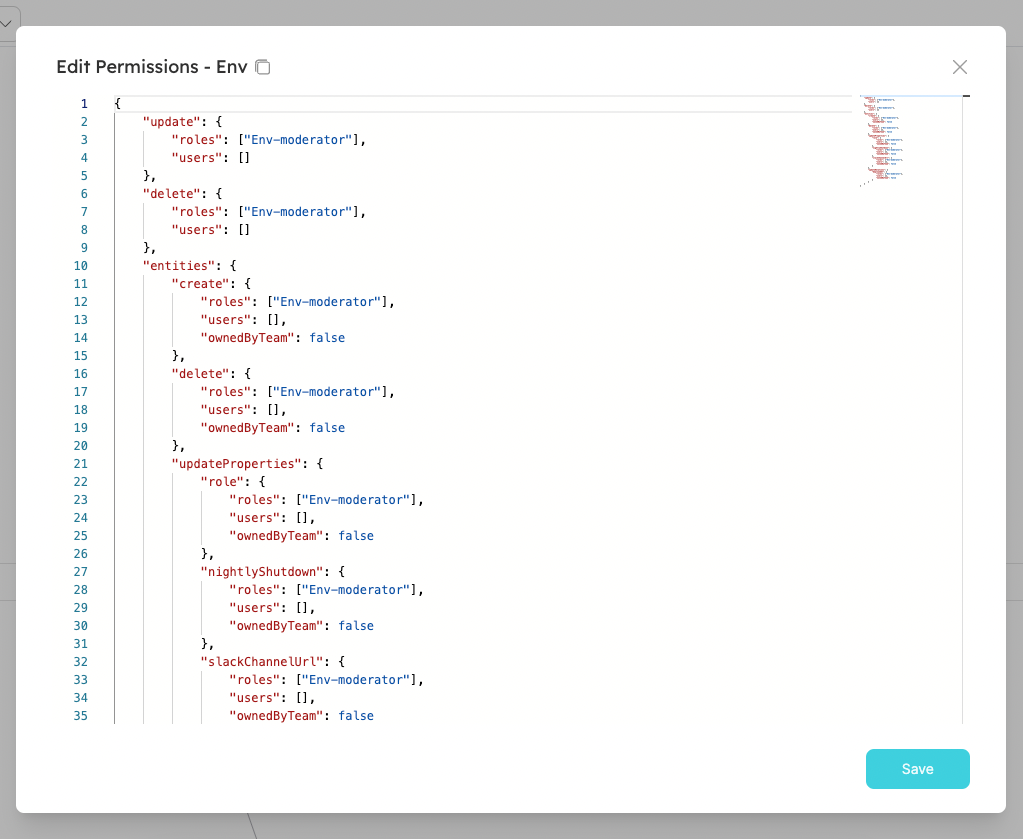 Edit Permissions - Env
1 {
2     "update": {
3         "roles": ["Env-moderator"],
4         "users": []
5     },
6     "delete": {
7         "roles": ["Env-moderator"],
8         "users": []
9     },
10     "entities": {
11         "create": {
12             "roles": ["Env-moderator"],
13             "users": [],
14             "ownedByTeam": false
15         },
16         "delete": {
17             "roles": ["Env-moderator"],
18             "users": [],
19             "ownedByTeam": false
20         },
21         "updateProperties": {
22             "role": {
23                 "roles": ["Env-moderator"],
24                 "users": [],
25                 "ownedByTeam": false
26             },
27             "nightlyShutdown": {
28                 "roles": ["Env-moderator"],
29                 "users": [],
30                 "ownedByTeam": false
31             },
32             "slackChannelUrl": {
33                 "roles": ["Env-moderator"],
34                 "users": [],
35                 "ownedByTeam": false
Save